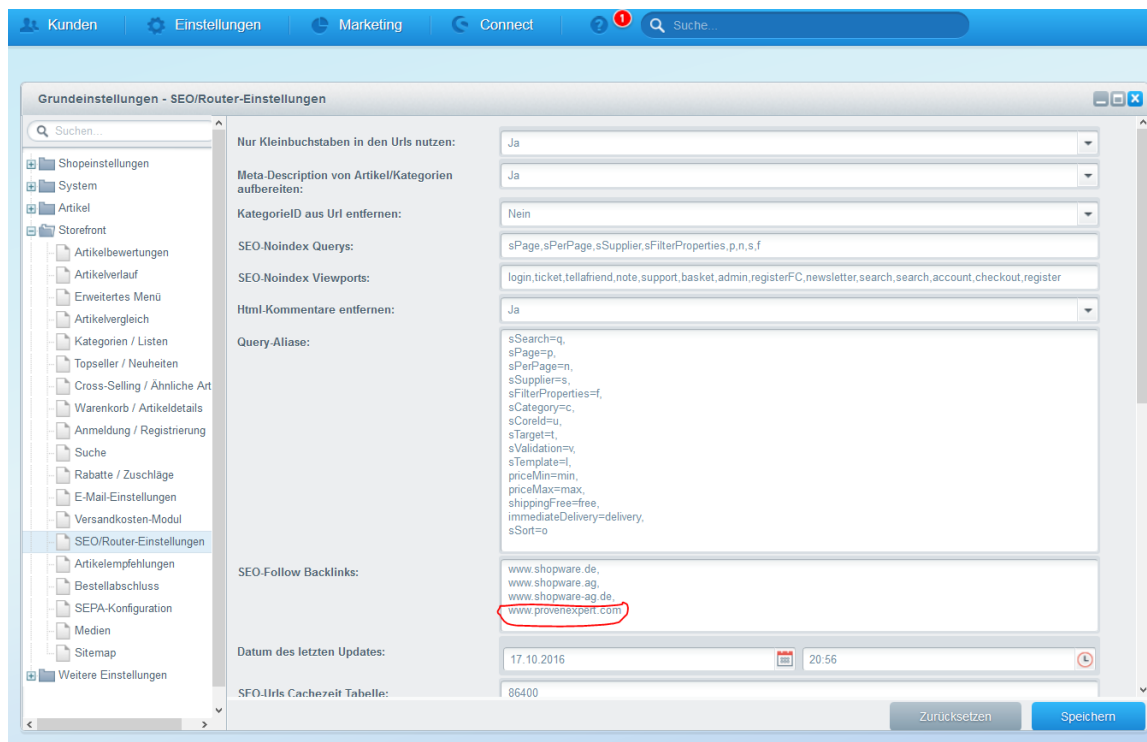 Kunden
Einstellungen
Marketing
Connect
?
1
Suche...
Grundeinstellungen - SEO/Router-Einstellungen
Suchen...
Shopeinstellungen
System
Artikel
Storefront
Artikelbewertungen
Artikelverlauf
Erweitertes Menü
Artikelvergleich
Kategorien / Listen
Topseller / Neuheiten
Cross-Selling / Ähnliche Art
Warenkorb / Artikeldetails
Anmeldung / Registrierung
Suche
Rabatte / Zuschläge
E-Mail-Einstellungen
Versandkosten-Modul
SEO/Router-Einstellungen
Artikelempfehlungen
Bestellabschluss
SEPA-Konfiguration
Medien
Sitemap
Weitere Einstellungen
Nur Kleinbuchstaben in den Urls nutzen:
Ja
Meta-Description von Artikel/Kategorien
aufbereiten:
Ja
KategorieID aus Url entfernen:
Nein
SEO-Noindex Querys:
sPage,sPerPage,sSupplier,sFilterProperties,p,n,s,f
SEO-Noindex Viewports:
login,ticket,tellafriend,note,support,basket,admin,registerFC,newsletter,search,search,account,checkout,register
Html-Kommentare entfernen:
Ja
Query-Aliase:
sSearch=q,
sPage=p,
sPerPage=n,
sSupplier=s,
sFilterProperties=f,
sCategory=c,
sCoreId=u,
sTarget=t,
sValidation=v,
sTemplate=l,
priceMin=min,
priceMax=max,
shippingFree=free,
immediateDelivery=delivery,
sSort=o
SEO-Follow Backlinks:
www.shopware.de,
www.shopware.ag,
www.shopware-ag.de,
www.provenexpert.com
Datum des letzten Updates:
17.10.2016
20:56
SEO-Urls Cachezeit Tabelle:
86400
Zurücksetzen
Speichern